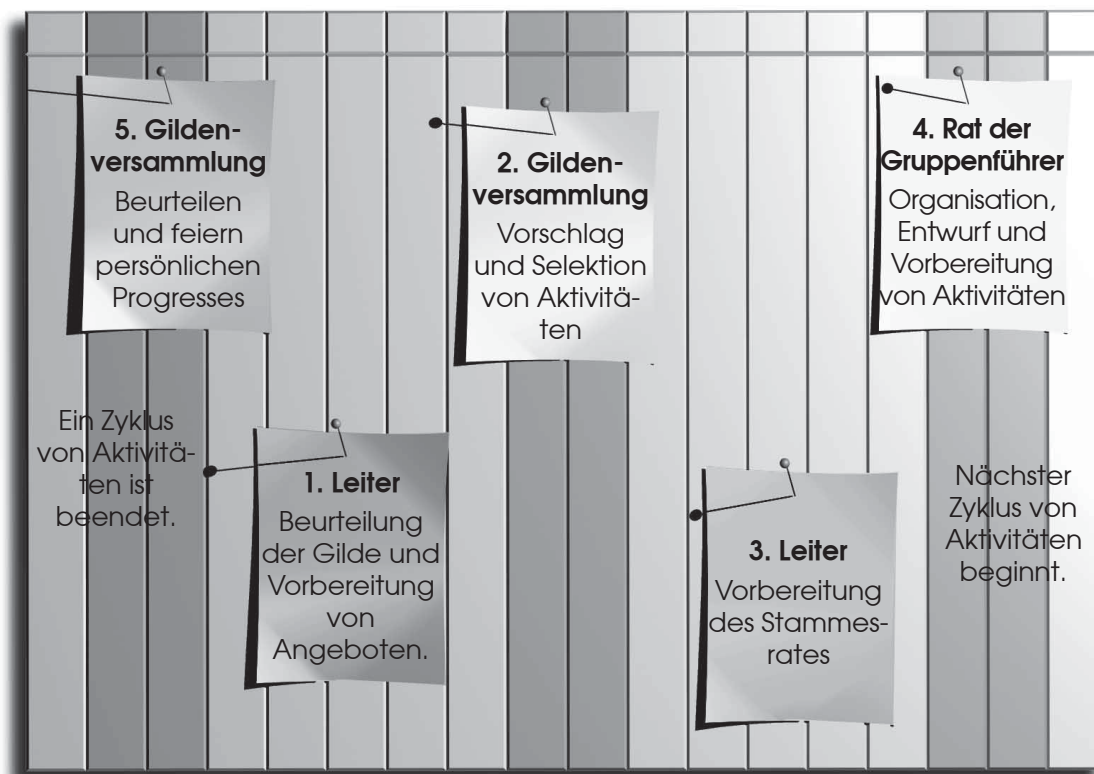 5. Gilden-
versammlung
Beurteilen
und feiern
persönlichen
Progresses
Ein Zyklus
von Aktivitä-
ten ist
beendet.
1. Leiter
Beurteilung
der Gilde und
Vorbereitung
von
Angeboten.
2. Gilden-
versammlung
Vorschlag
und Selektion
von Aktivitä-
ten
3. Leiter
Vorbereitung
des Stammes-
rates
4. Rat der
Gruppenführer
Organisation,
Entwurf und
Vorbereitung
von Aktivitäten
Nächster
Zyklus von
Aktivitäten
beginnt.